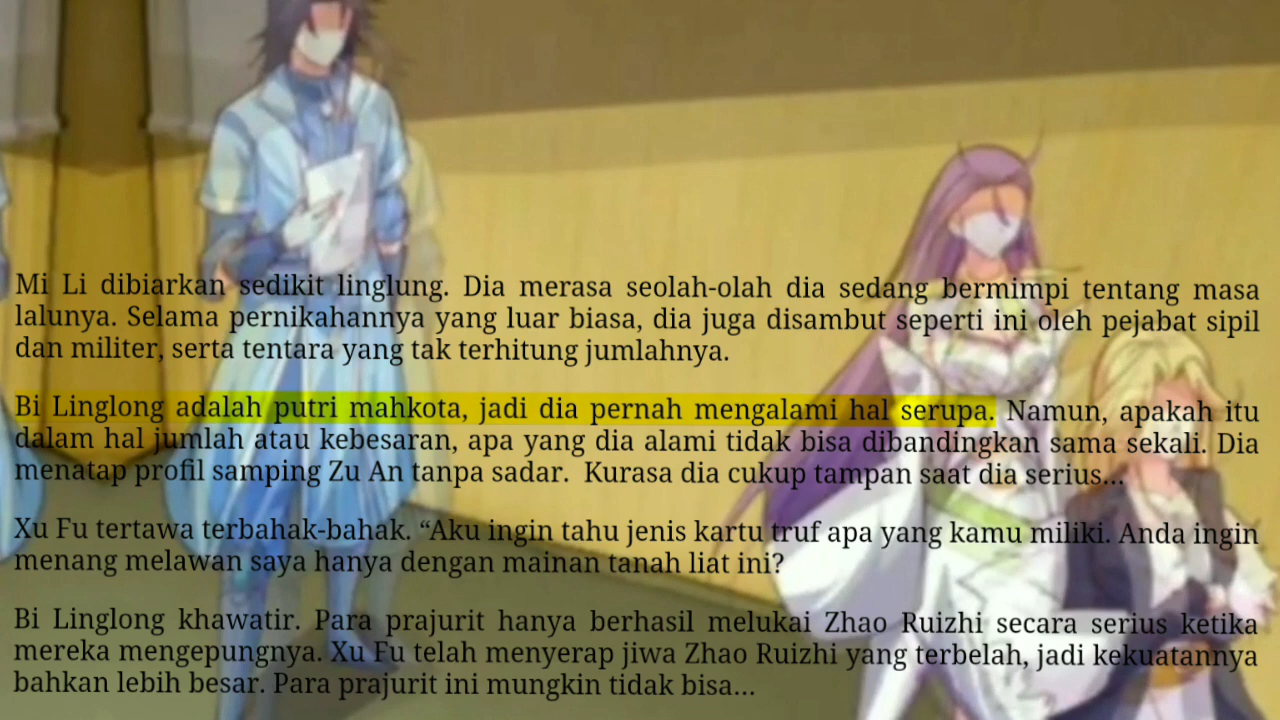 Mi Li dibiarkan sedikit linglung. Dia merasa seolah-olah dia sedang bermimpi tentang masa
lalunya. Selama pernikahannya yang luar biasa, dia juga disambut seperti ini oleh pejabat sipil
dan militer, serta tentara yang tak terhitung jumlahnya.
Bi Linglong adalah putri mahkota, jadi dia pernah mengalami hal serupa. Namun, apakah itu
dalam hal jumlah atau kebesaran, apa yang dia alami tidak bisa dibandingkan sama sekali. Dia
menatap profil samping Zu An tanpa sadar. Kurasa dia cukup tampan saat dia serius...
Xu Fu tertawa terbahak-bahak. “Aku ingin tahu jenis kartu truf apa yang kamu miliki. Anda ingin
menang melawan saya hanya dengan mainan tanah liat ini?
Bi Linglong khawatir. Para prajurit hanya berhasil melukai Zhao Ruizhi secara serius ketika
mereka mengepungnya. Xu Fu telah menyerap jiwa Zhao Ruizhi yang terbelah, jadi kekuatannya
bahkan lebih besar. Para prajurit ini mungkin tidak bisa...